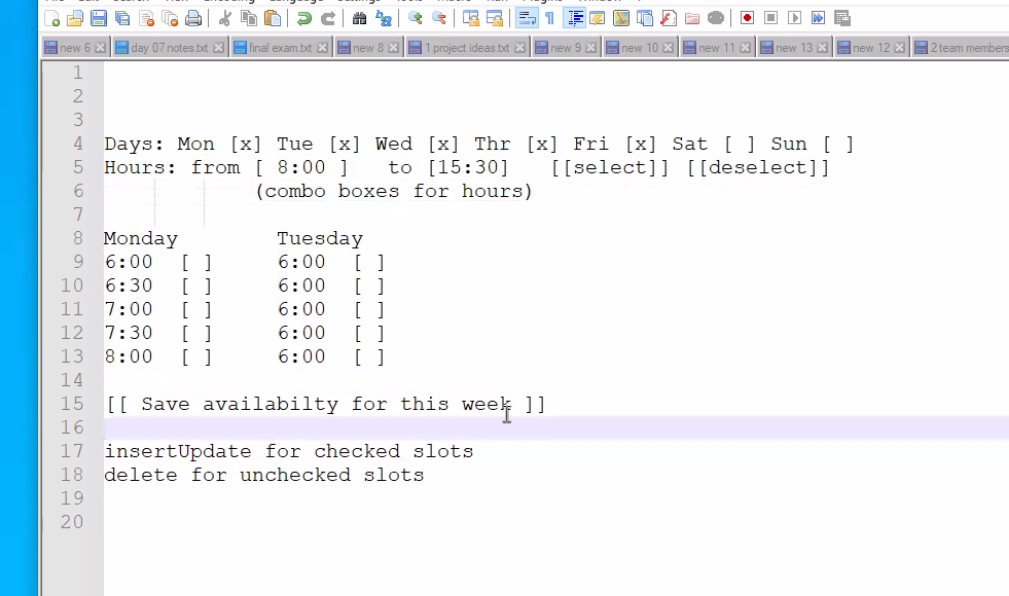 new 6 day 07 notes.txt final exam.txt new 8 1 project ideas.txt new 9 new 10 new 11 new 13 new 12 2 team members
1
2
3
4 Days: Mon [x] Tue [x] Wed [x] Thr [x] Fri [x] Sat [ ] Sun [ ]
5 Hours: from [ 8:00 ] to [15:30] [[select]] [[deselect]]
6 (combo boxes for hours)
7
8 Monday Tuesday
9 6:00 [ ] 6:00 [ ]
10 6:30 [ ] 6:00 [ ]
11 7:00 [ ] 6:00 [ ]
12 7:30 [ ] 6:00 [ ]
13 8:00 [ ] 6:00 [ ]
14
15 [[ Save availabilty for this week ]]
16
17 insertUpdate for checked slots
18 delete for unchecked slots
19
20